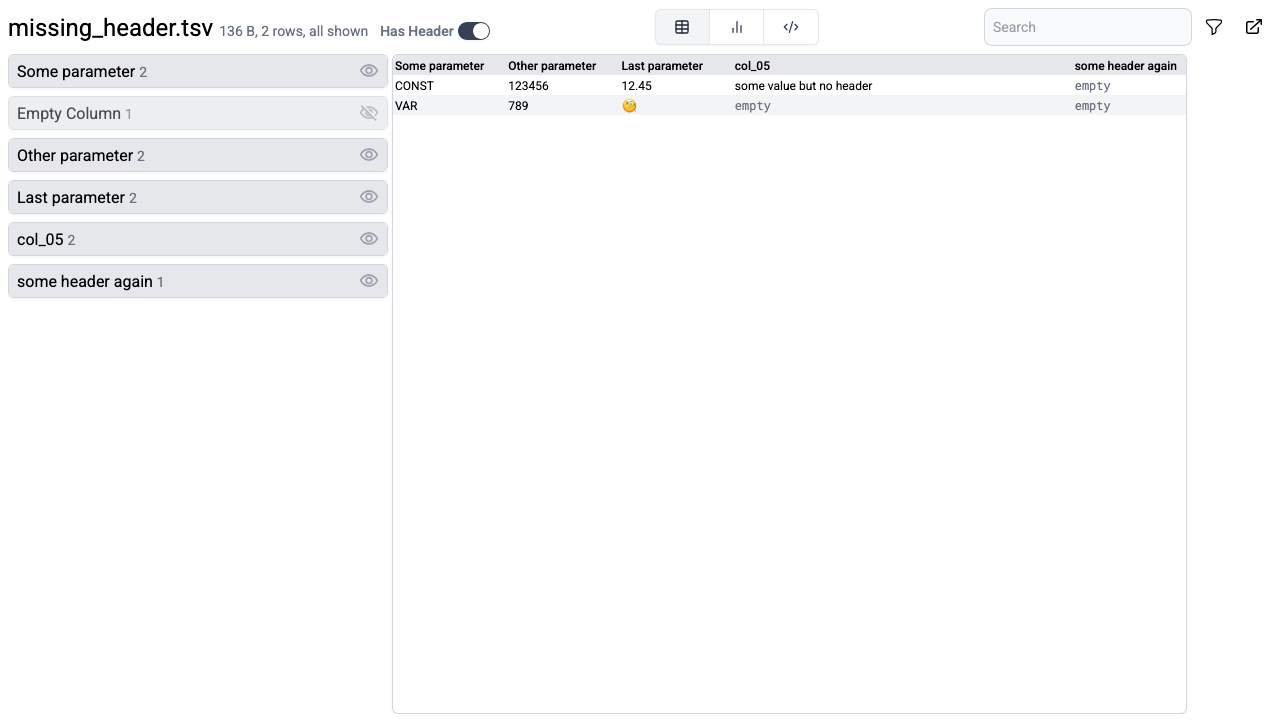 missing_header.tsv 136 B, 2 rows, all shown Has Header
Search
Some parameter 2
Empty Column 1
Other parameter 2
Last parameter 2
col_05 2
some header again 1
Some parameter Other parameter Last parameter col_05 some header again
CONST 123456 12.45 some value but no header empty
VAR 789 🧐 empty empty